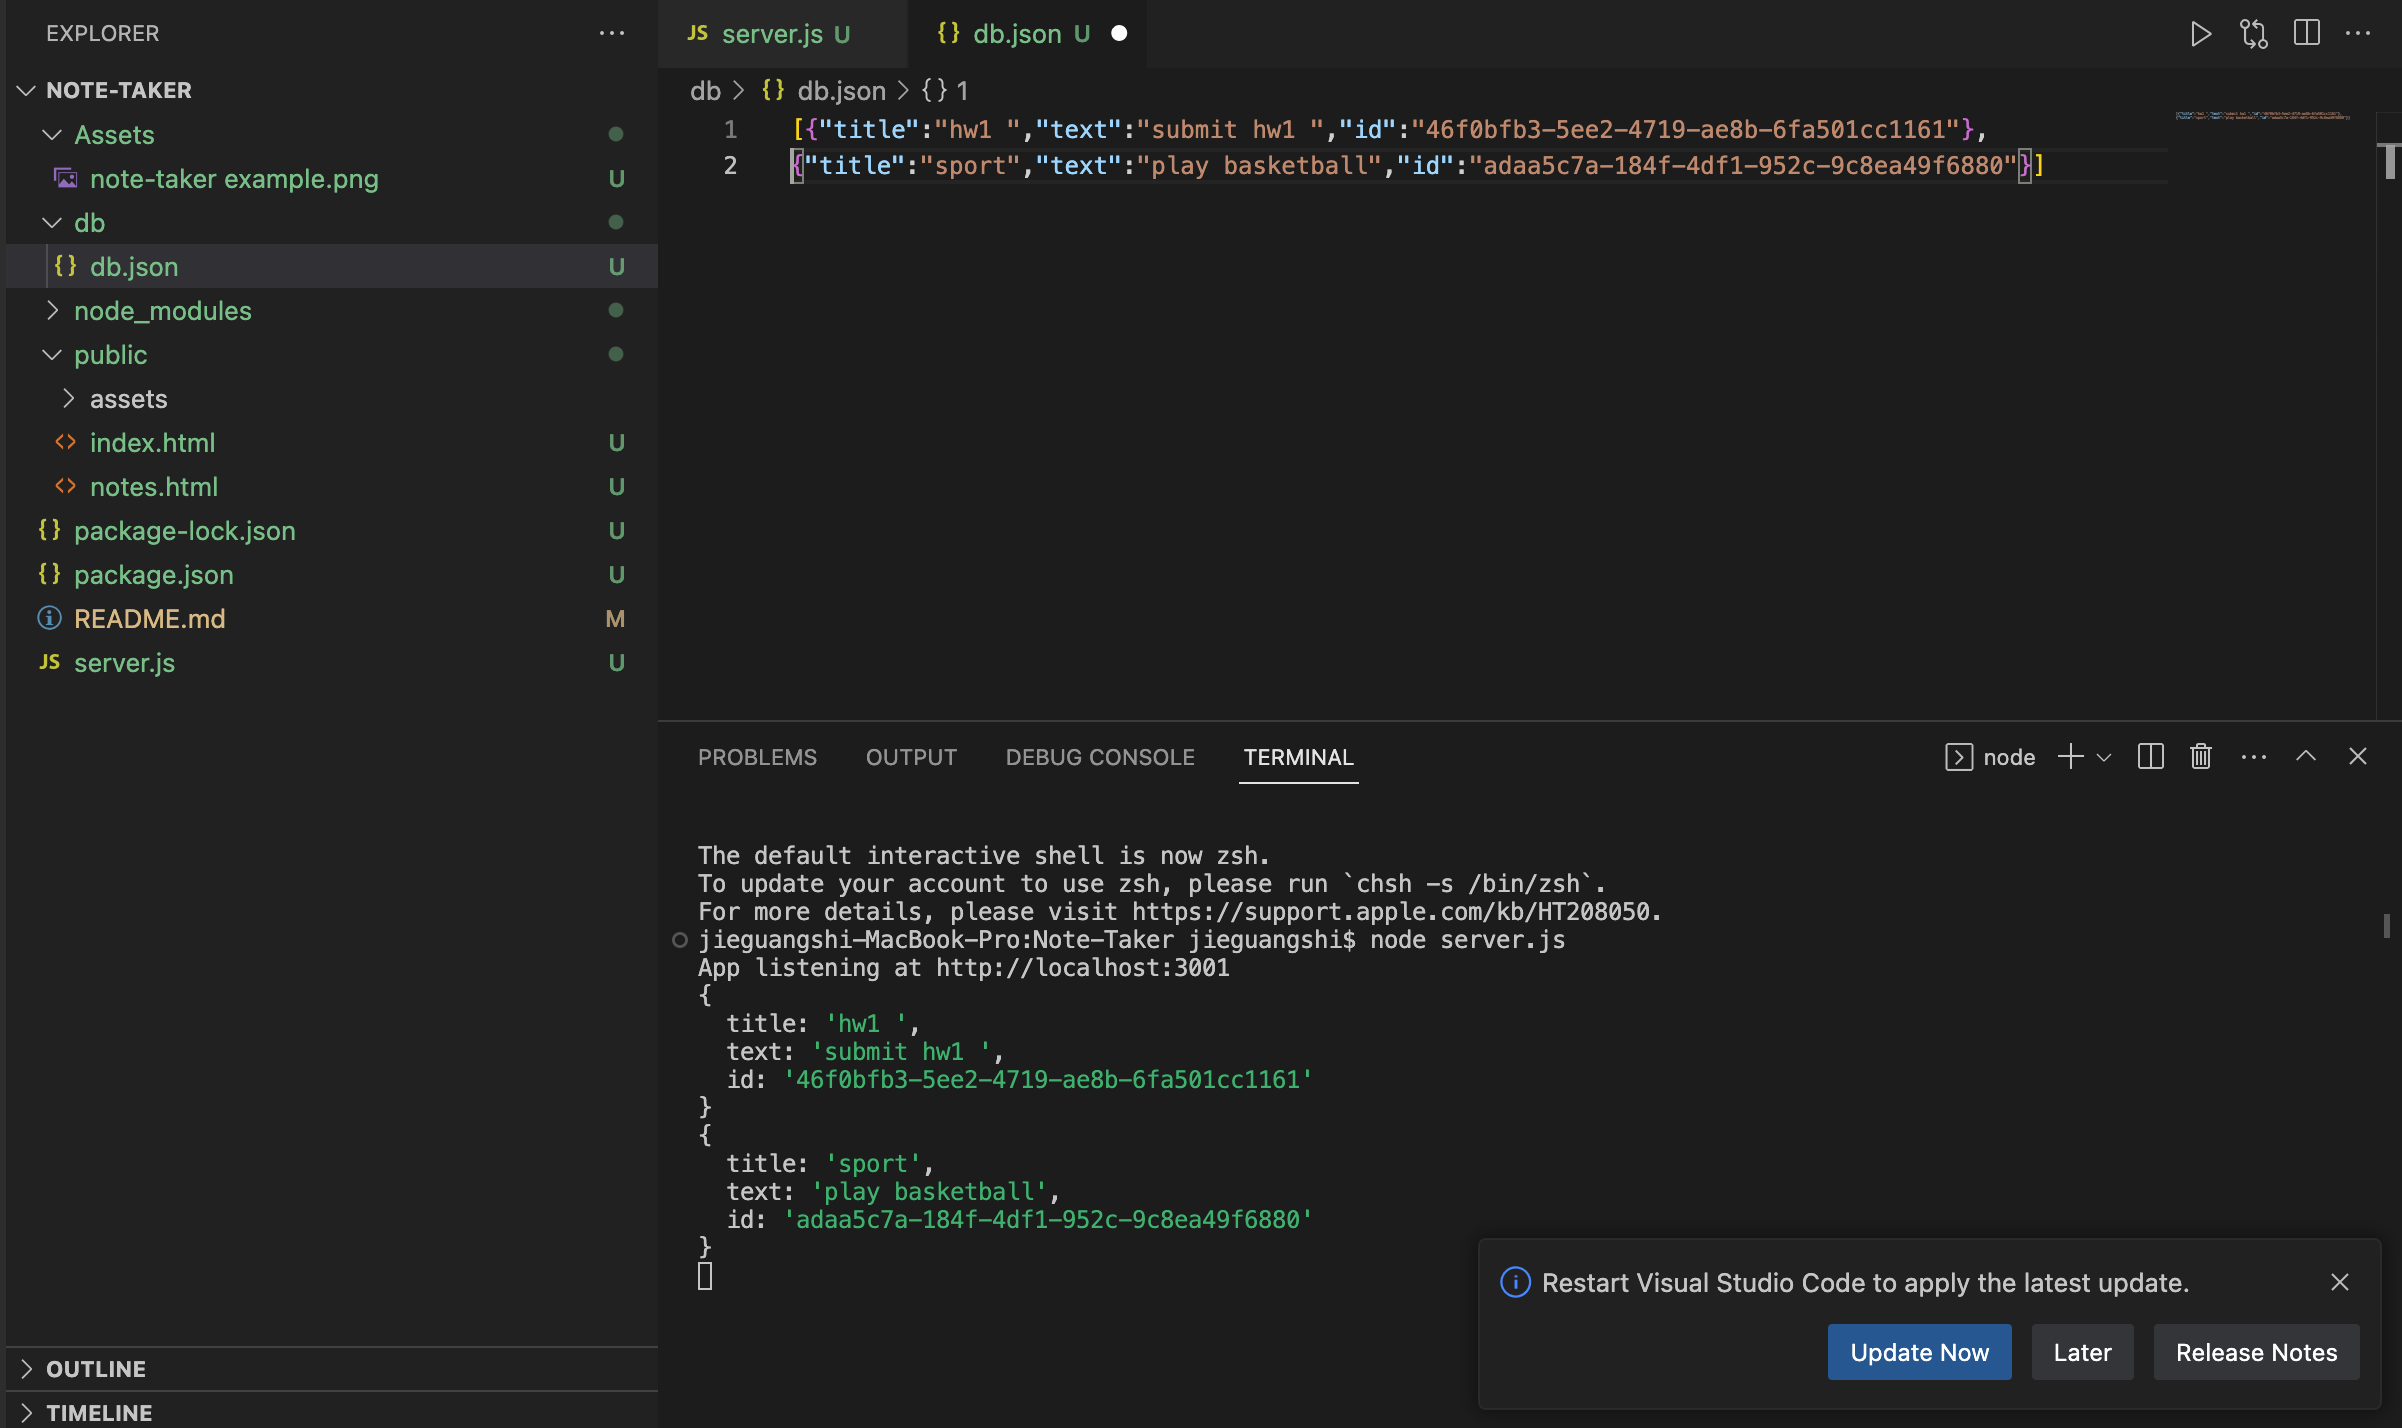 EXPLORER
NOTE-TAKER
Assets
note-taker example.png U
db
db.json U
node_modules
public
assets
index.html U
notes.html U
package-lock.json U
package.json U
README.md M
JS server.js U
OUTLINE
TIMELINE
JS server.js U
{} db.json U
db > {} db.json > {} 1
1 [{"title":"hw1 ","text":"submit hw1 ","id":"46f0bfb3-5ee2-4719-ae8b-6fa501cc1161"},
2 {"title":"sport","text":"play basketball","id":"adaa5c7a-184f-4df1-952c-9c8ea49f6880"}]
PROBLEMS OUTPUT DEBUG CONSOLE TERMINAL
node
The default interactive shell is now zsh.
To update your account to use zsh, please run `chsh -s /bin/zsh`.
For more details, please visit https://support.apple.com/kb/HT208050.
jieguangshi-MacBook-Pro:Note-Taker jieguangshi$ node server.js
App listening at http://localhost:3001
{
title: 'hw1 ',
text: 'submit hw1 ',
id: '46f0bfb3-5ee2-4719-ae8b-6fa501cc1161'
}
{
title: 'sport',
text: 'play basketball',
id: 'adaa5c7a-184f-4df1-952c-9c8ea49f6880'
}
Restart Visual Studio Code to apply the latest update.
Update Now Later Release Notes